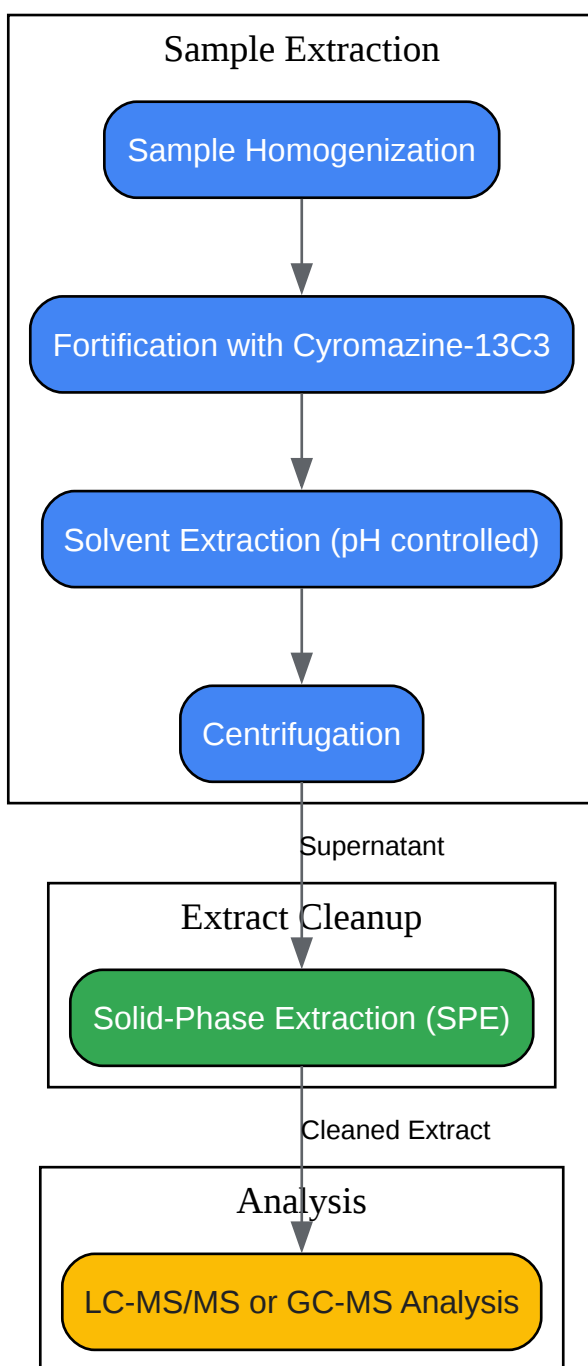 Sample Extraction
Sample Homogenization
Fortification with Cyromazine-13C3
Solvent Extraction (pH controlled)
Centrifugation
Supernatant
Extract Cleanup
Solid-Phase Extraction (SPE)
Cleaned Extract
Analysis
LC-MS/MS or GC-MS Analysis